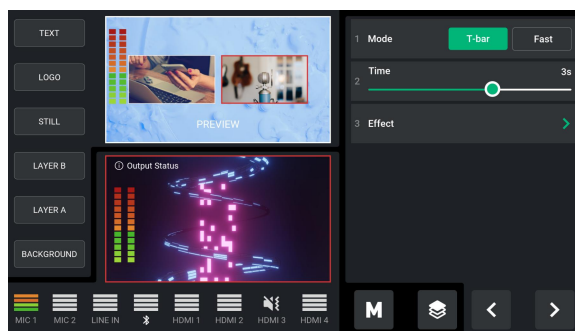 TEXT
LOGO
STILL
LAYER B
LAYER A
BACKGROUND
PREVIEW
Output Status
MIC 1
MIC 2
LINE IN
HDMI 1
HDMI 2
HDMI 3
HDMI 4
1 Mode T-bar Fast
2 Time 3s
3 Effect
M